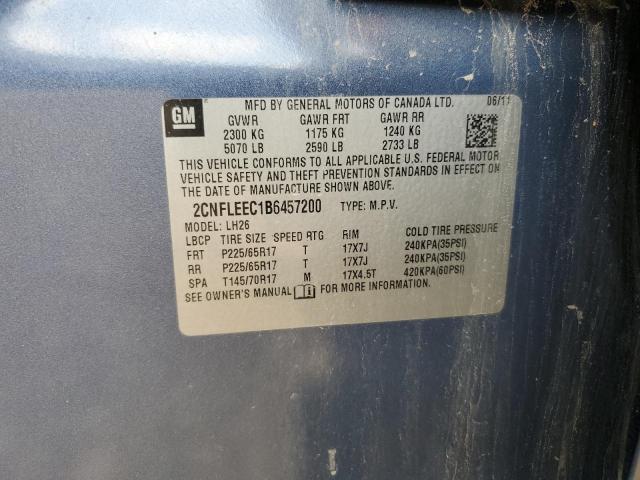 GM
MFD BY GENERAL MOTORS OF CANADA LTD. 06/11
GVWR GAWR FRT GAWR RR
2300 KG 1175 KG 1240 KG
5070 LB 2590 LB 2733 LB
THIS VEHICLE CONFORMS TO ALL APPLICABLE U.S. FEDERAL MOTOR
VEHICLE SAFETY AND THEFT PREVENTION STANDARDS IN EFFECT ON
THE DATE OF MANUFACTURE SHOWN ABOVE.
2CNFLEEC1B6457200 TYPE: M.P.V.
MODEL: LH26
LBCP TIRE SIZE SPEED RTG RIM COLD TIRE PRESSURE
FRT P225/65R17 T 17X7J 240KPA(35PSI)
RR P225/65R17 T 17X7J 240KPA(35PSI)
SPA T145/70R17 M 17X4.5T 420KPA(60PSI)
SEE OWNER'S MANUAL FOR MORE INFORMATION.